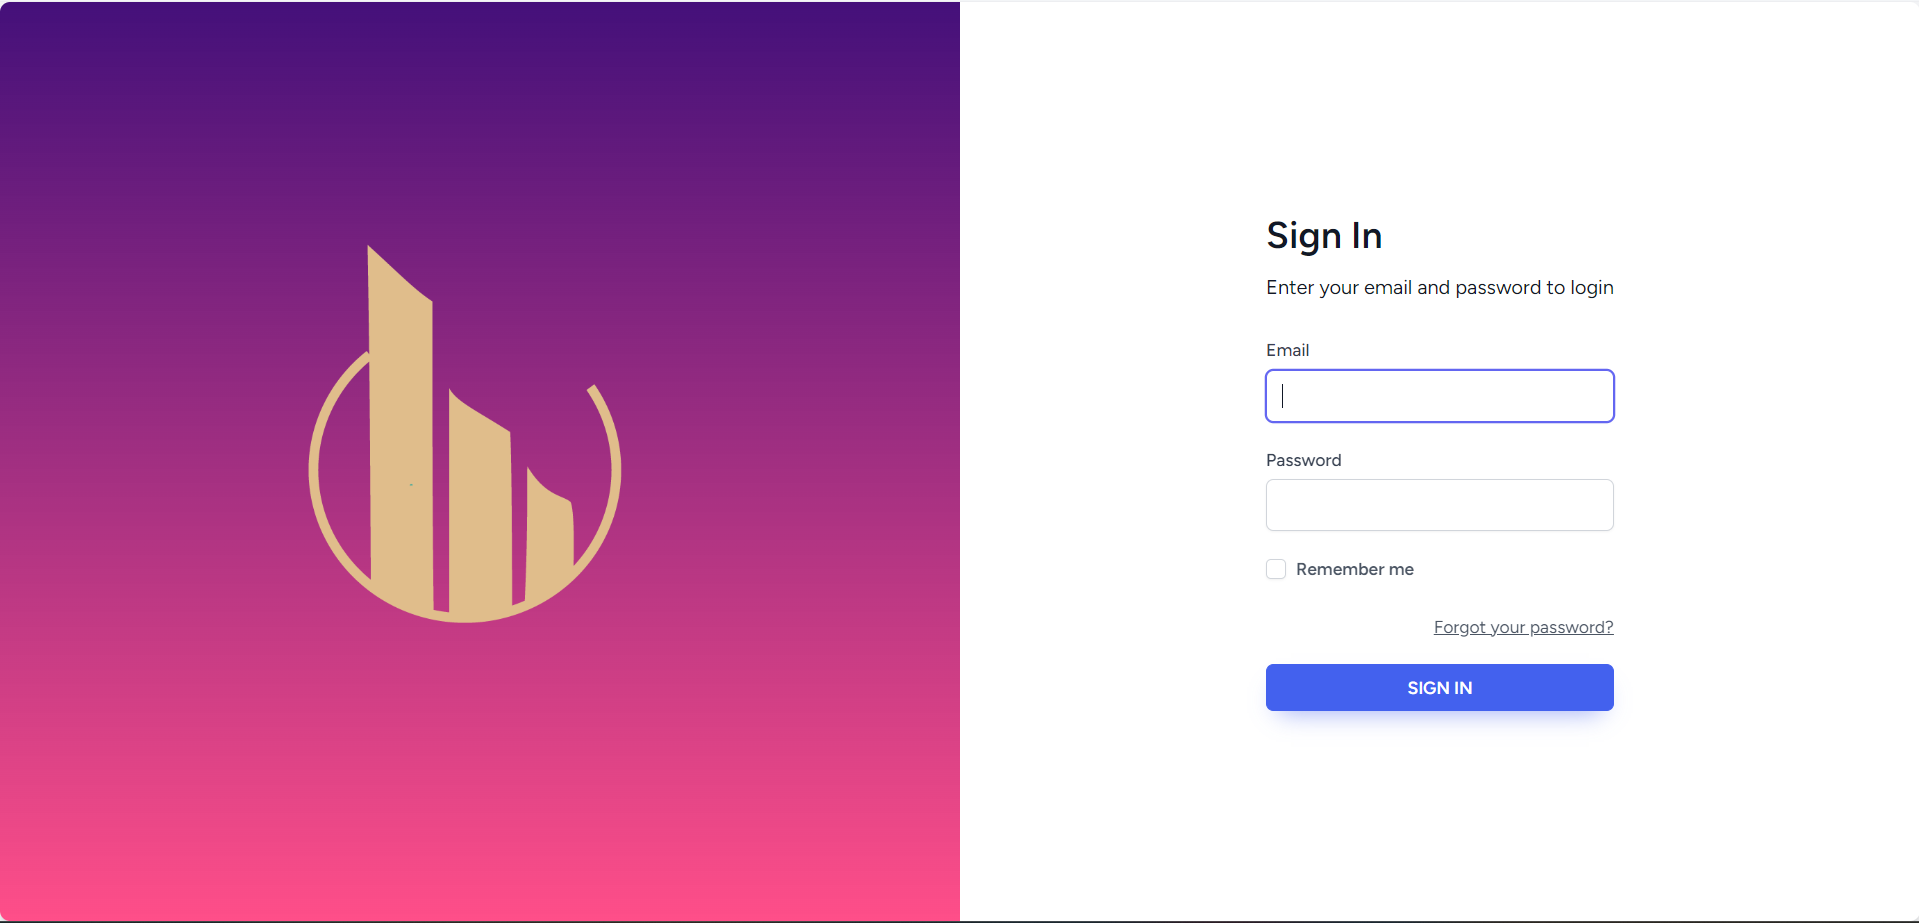 Sign In
Enter your email and password to login
Email
Password
Remember me
Forgot your password?
SIGN IN